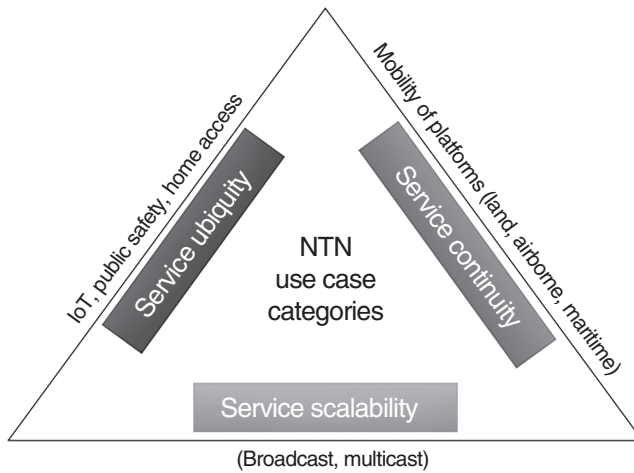 IoT, public safety, home access
Service ubiquity
Mobility of platforms (land, airborne, maritime)
Service continuity
NTN
use case
categories
Service scalability
(Broadcast, multicast)